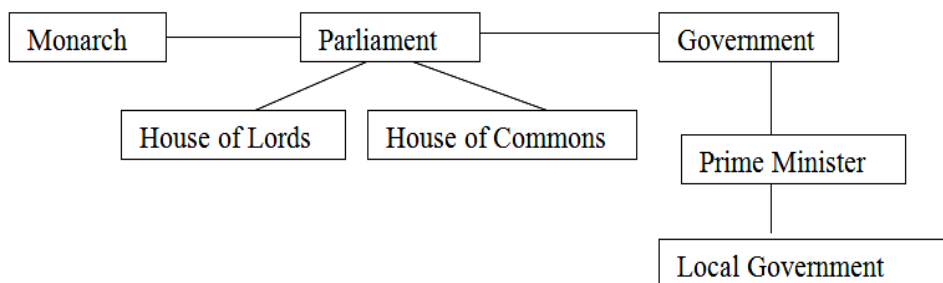 Monarch
Parliament
Government
House of Lords
House of Commons
Prime Minister
Local Government